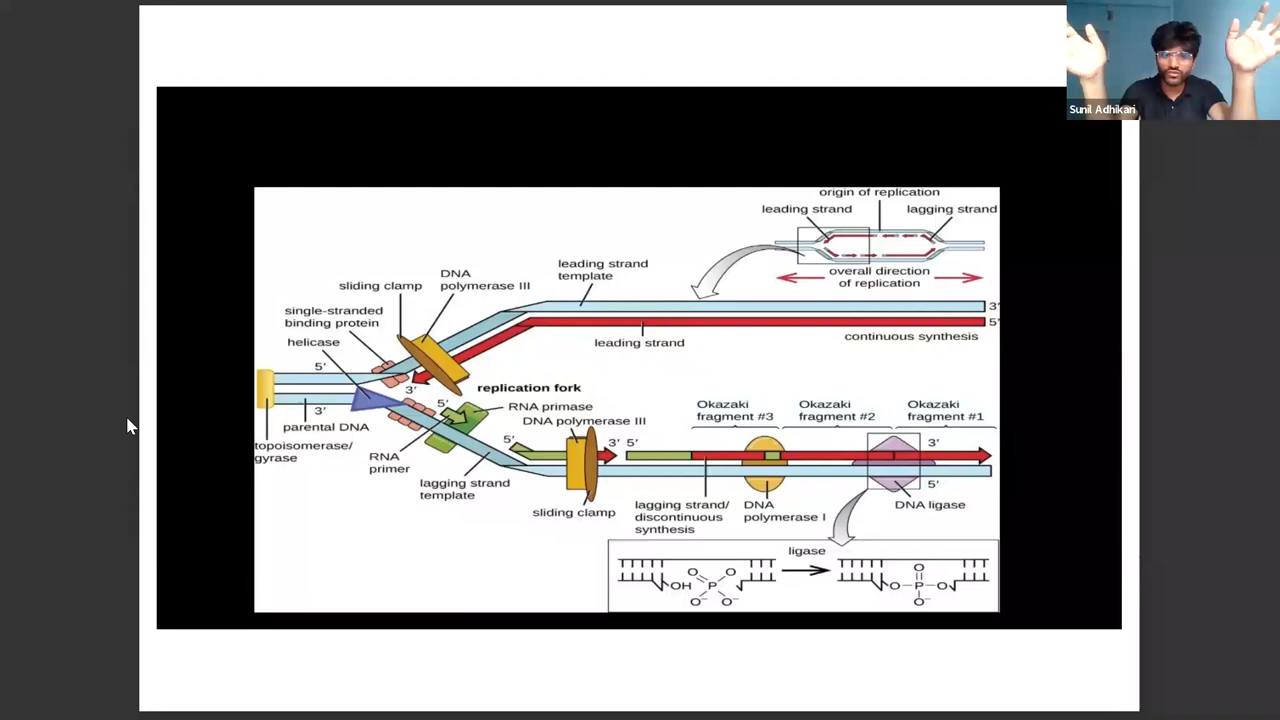 Sunil Adhikari
origin of replication
leading strand
lagging strand
overall direction
of replication
DNA
polymerase III
sliding clamp
leading strand
template
single-stranded
binding protein
helicase
3'
5'
continuous synthesis
leading strand
5'
3'
replication fork
3'
5'
RNA primase
DNA polymerase III
Okazaki
fragment #3
Okazaki
fragment #2
Okazaki
fragment #1
parental DNA
topoisomerase/
gyrase
RNA
primer
5'
3'
5'
3'
lagging strand
template
5'
sliding clamp
lagging strand/
discontinuous
synthesis
DNA
polymerase I
DNA ligase
ligase
OH
O
O
P
O⁻
O⁻
O
O
P
O
O⁻